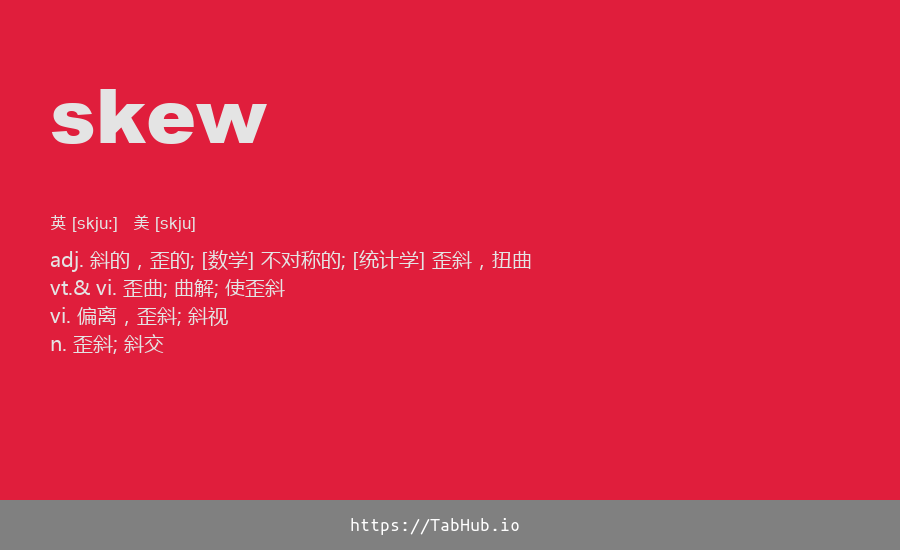 skew
英 [skju:] 美 [skju]
adj. 斜的，歪的; [数学] 不对称的; [统计学] 歪斜，扭曲
vt.& vi. 歪曲; 曲解; 使歪斜
vi. 偏离，歪斜; 斜视
n. 歪斜; 斜交
https://TabHub.io